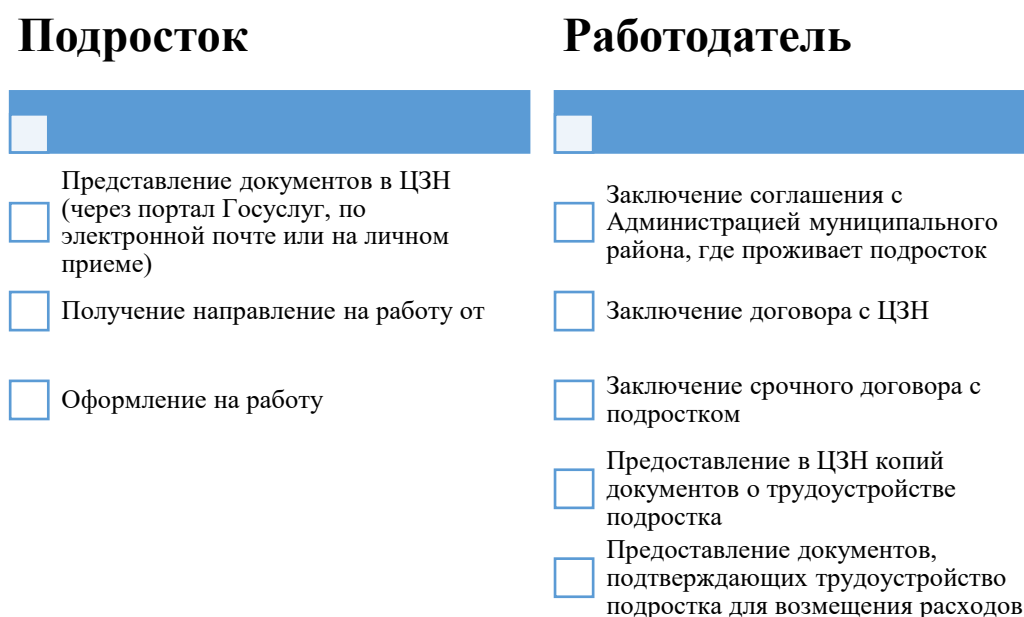 Подросток
Представление документов в ЦЗН
(через портал Госуслуг, по
электронной почте или на личном
приеме)
Получение направление на работу от
Оформление на работу
Работодатель
Заключение соглашения с
Администрацией муниципального
района, где проживает подросток
Заключение договора с ЦЗН
Заключение срочного договора с
подростком
Предоставление в ЦЗН копий
документов о трудоустройстве
подростка
Предоставление документов,
подтверждающих трудоустройство
подростка для возмещения расходов